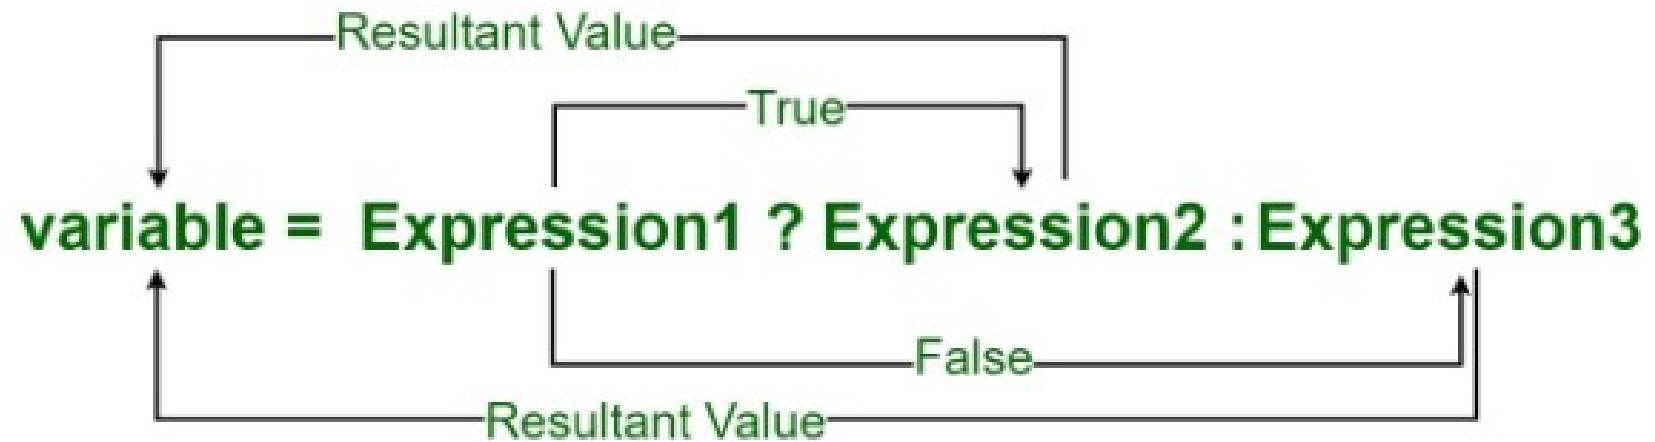 Resultant Value
True
variable = Expression1 ? Expression2 : Expression3
False
Resultant Value